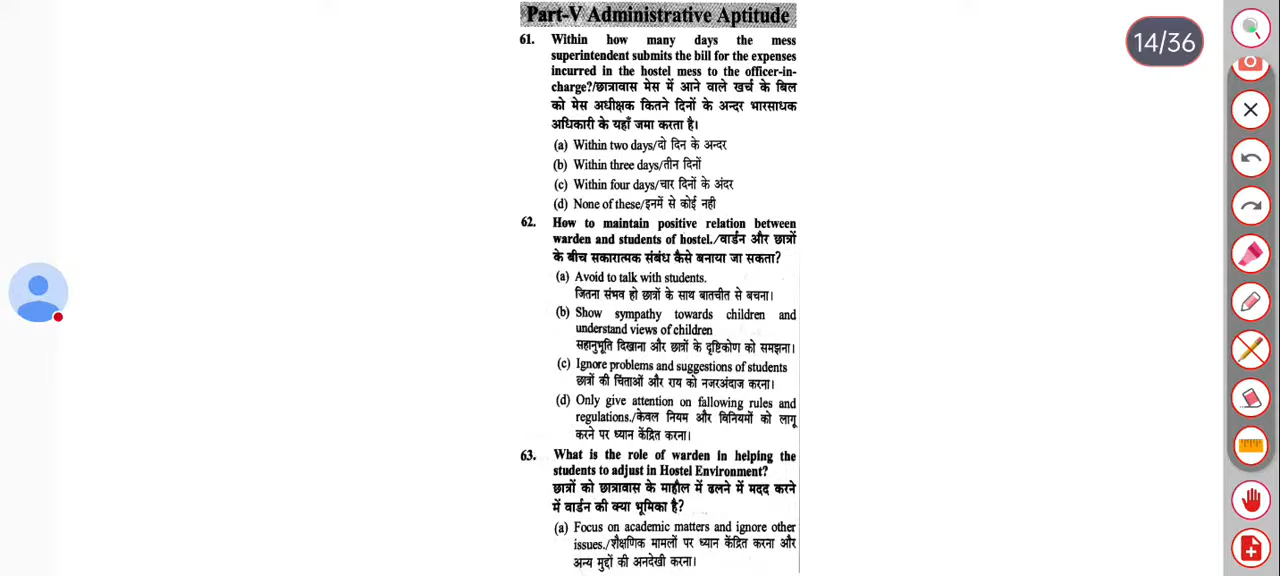 Part-V Administrative Aptitude
14/36
61. Within how many days the mess
superintendent submits the bill for the expenses
incurred in the hostel mess to the officer-in-
charge?/छात्रावास मेस में आने वाले खर्च के बिल
को मेस अधीक्षक कितने दिनों के अन्दर भारसाधक
अधिकारी के यहाँ जमा करता है।
(a) Within two days/दो दिन के अन्दर
(b) Within three days/तीन दिनों
(c) Within four days/चार दिनों के अंदर
(d) None of these/इनमें से कोई नही
62. How to maintain positive relation between
warden and students of hostel./वार्डन और छात्रों
के बीच सकारात्मक संबंध कैसे बनाया जा सकता?
(a) Avoid to talk with students.
जितना संभव हो छात्रों के साथ बातचीत से बचना।
(b) Show sympathy towards children and
understand views of children
सहानुभूति दिखाना और छात्रों के दृष्टिकोण को समझना।
(c) Ignore problems and suggestions of students
छात्रों की चिंताओं और राय को नजरअंदाज करना।
(d) Only give attention on fallowing rules and
regulations./केवल नियम और विनियमों को लागू
करने पर ध्यान केंद्रित करना।
63. What is the role of warden in helping the
students to adjust in Hostel Environment?
छात्रों को छात्रावास के माहौल में ढलने में मदद करने
में वार्डन की क्या भूमिका है?
(a) Focus on academic matters and ignore other
issues./शैक्षणिक मामलों पर ध्यान केंद्रित करना और
अन्य मुद्दों की अनदेखी करना।